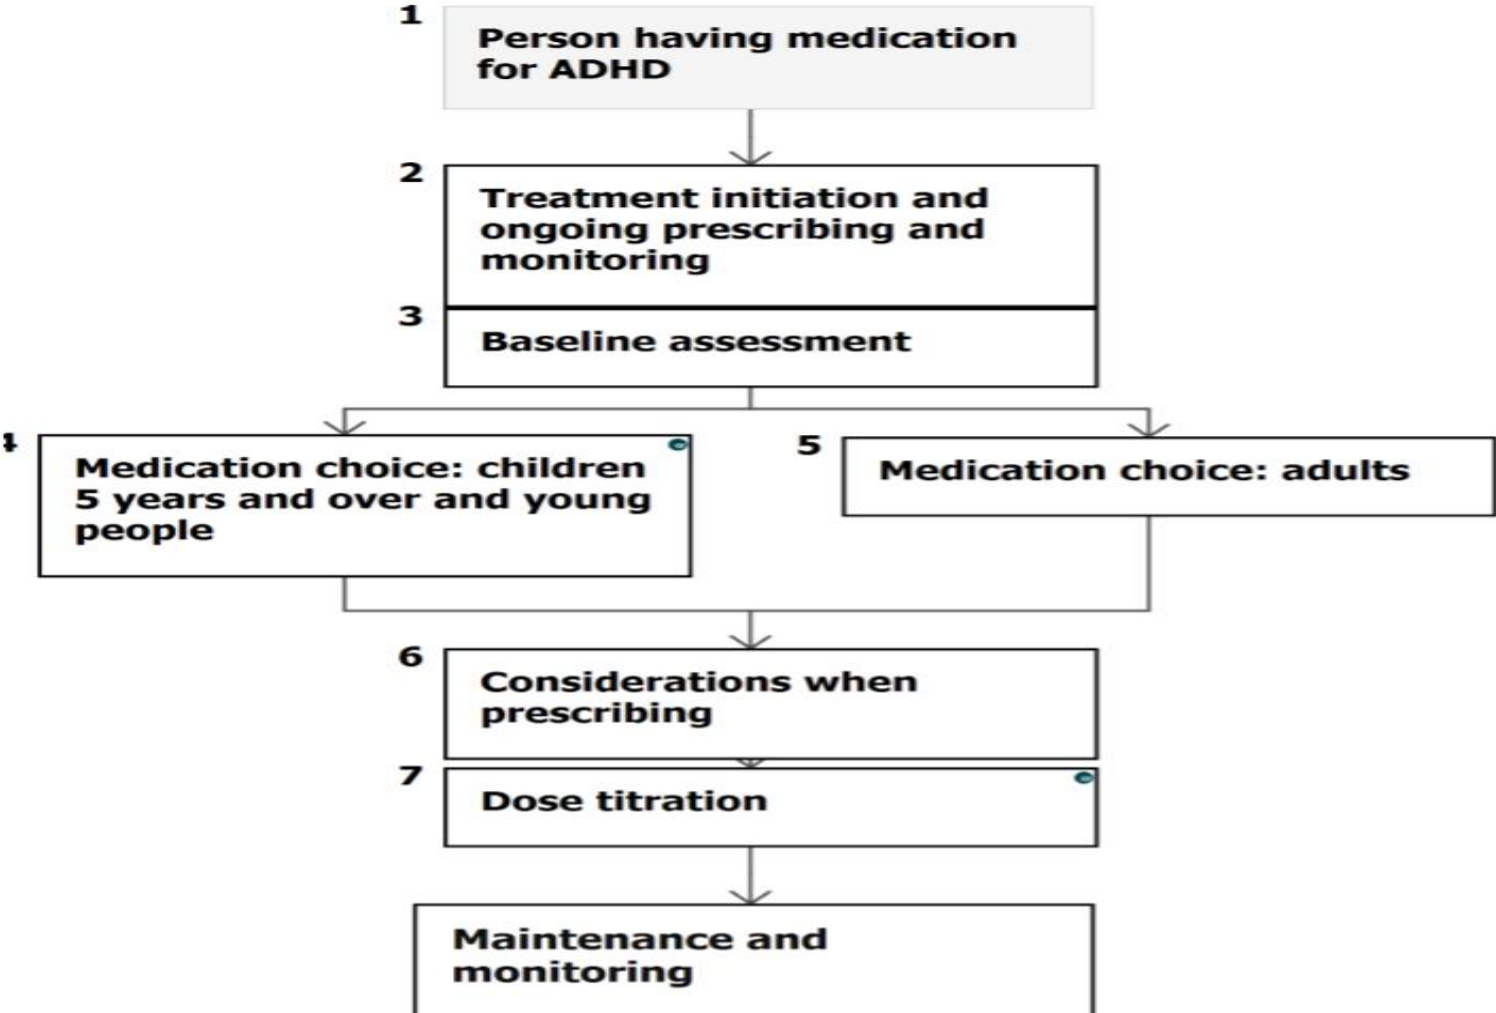 1
Person having medication
for ADHD
2
Treatment initiation and
ongoing prescribing and
monitoring
3
Baseline assessment
4
Medication choice: children
5 years and over and young
people
5
Medication choice: adults
6
Considerations when
prescribing
7
Dose titration
Maintenance and
monitoring